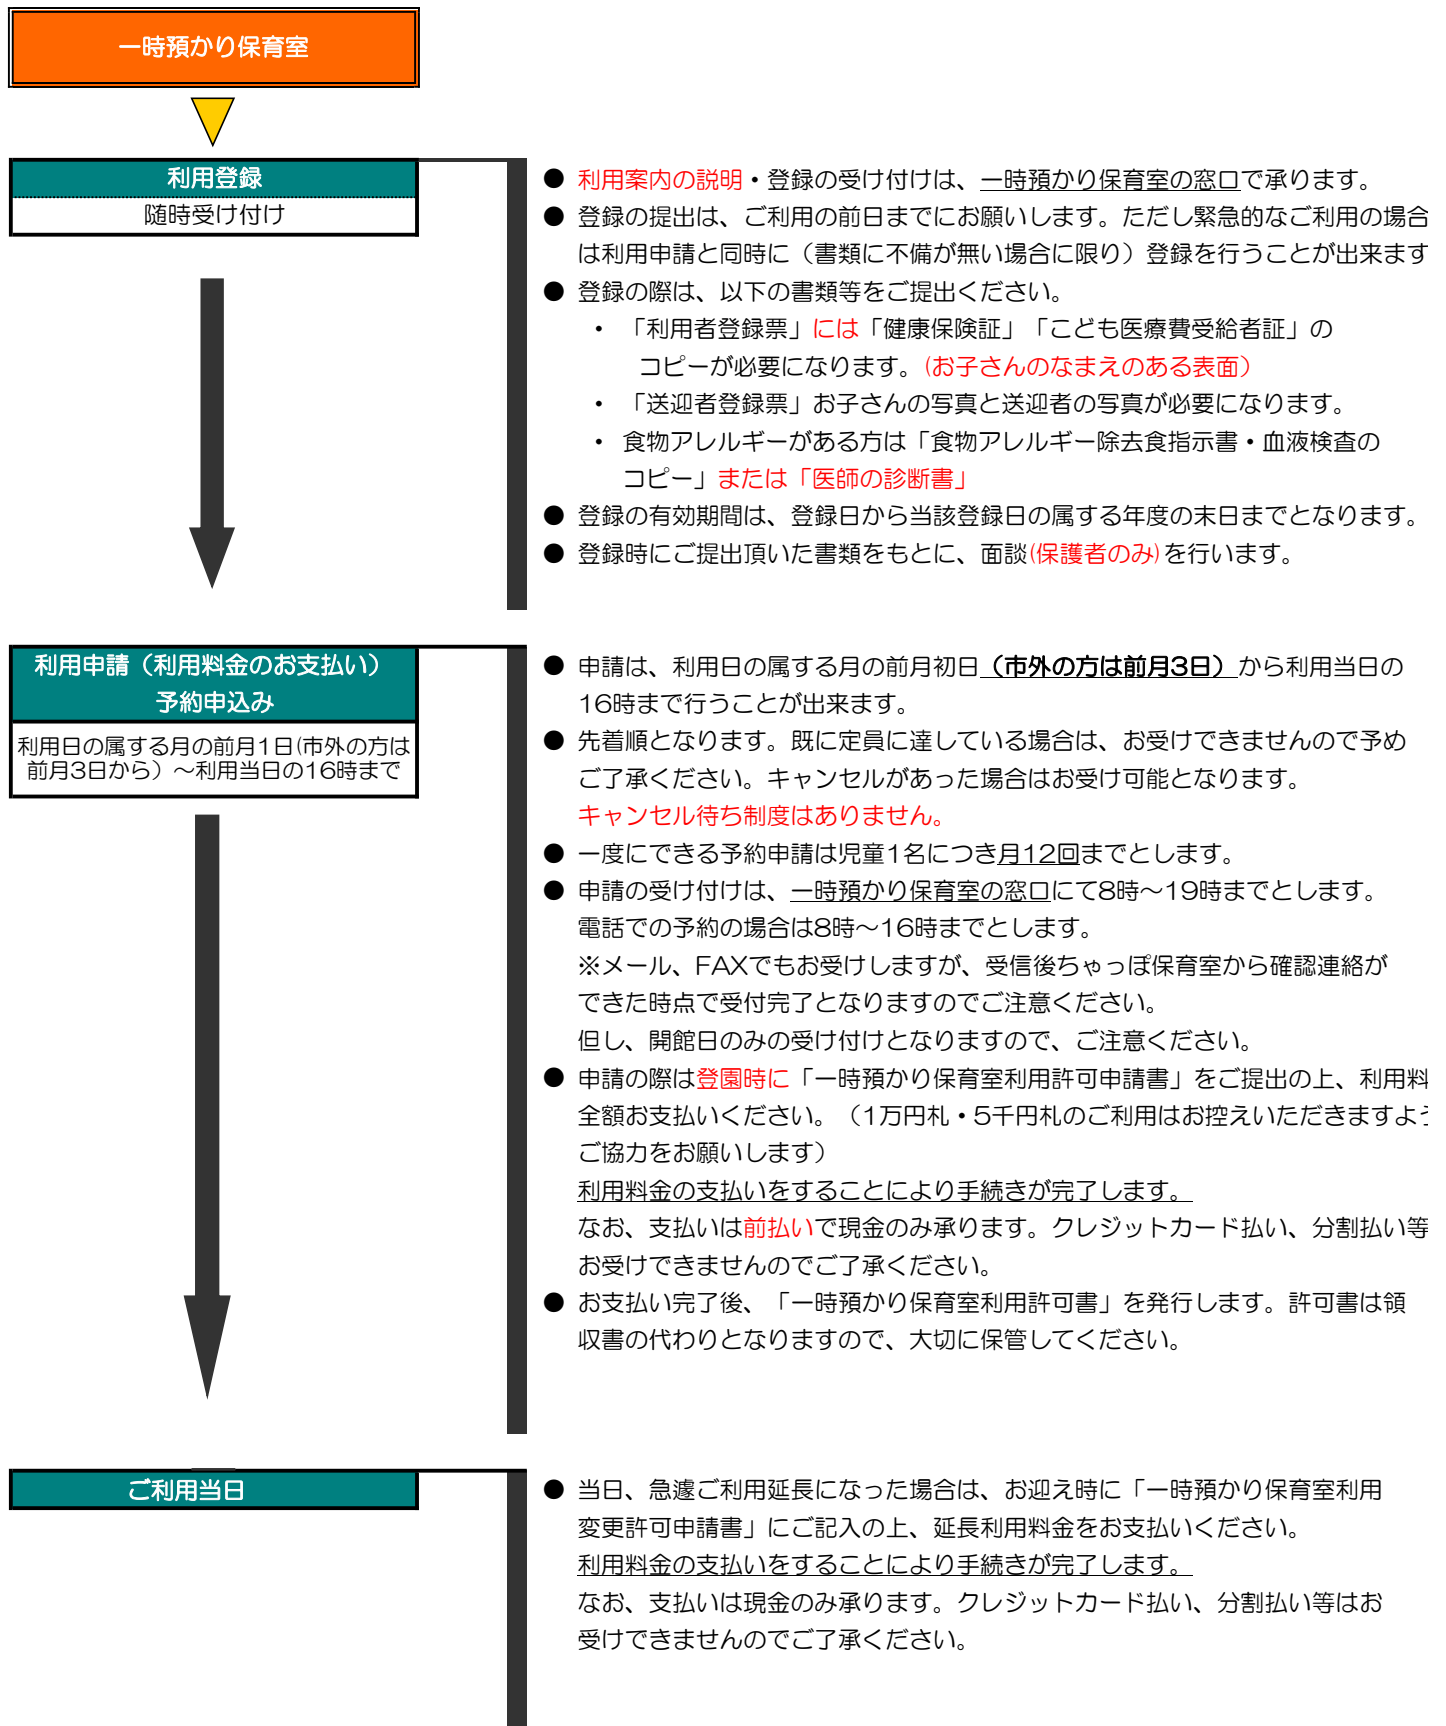 一時預かり保育室
利用登録
随時受け付け
● 利用案内の説明・登録の受け付けは、一時預かり保育室の窓口で承ります。
● 登録の提出は、ご利用の前日までにお願いします。ただし緊急的なご利用の場合
は利用申請と同時に（書類に不備が無い場合に限り）登録を行うことが出来ます
● 登録の際は、以下の書類等をご提出ください。
・ 「利用者登録票」には「健康保険証」「こども医療費受給者証」の
コピーが必要になります。(お子さんのなまえのある表面）
・ 「送迎者登録票」お子さんの写真と送迎者の写真が必要になります。
・ 食物アレルギーがある方は「食物アレルギー除去食指示書・血液検査の
コピー」または「医師の診断書」
● 登録の有効期間は、登録日から当該登録日の属する年度の末日までとなります。
● 登録時にご提出頂いた書類をもとに、面談(保護者のみ)を行います。
利用申請（利用料金のお支払い）
予約申込み
利用日の属する月の前月1日(市外の方は
前月3日から）～利用当日の16時まで
● 申請は、利用日の属する月の前月初日（市外の方は前月3日）から利用当日の
16時まで行うことが出来ます。
● 先着順となります。既に定員に達している場合は、お受けできませんので予め
ご了承ください。キャンセルがあった場合はお受け可能となります。
キャンセル待ち制度はありません。
● 一度にできる予約申請は児童1名につき月12回までとします。
● 申請の受け付けは、一時預かり保育室の窓口にて8時～19時までとします。
電話での予約の場合は8時～16時までとします。
※メール、FAXでもお受けしますが、受信後ちゃっぽ保育室から確認連絡が
できた時点で受付完了となりますのでご注意ください。
但し、開館日のみの受け付けとなりますので、ご注意ください。
● 申請の際は登園時に「一時預かり保育室利用許可申請書」をご提出の上、利用料
全額お支払いください。（1万円札・5千円札のご利用はお控えいただきますよう
ご協力をお願いします）
利用料金の支払いをすることにより手続きが完了します。
なお、支払いは前払いで現金のみ承ります。クレジットカード払い、分割払い等
お受けできませんのでご了承ください。
● お支払い完了後、「一時預かり保育室利用許可書」を発行します。許可書は領
収書の代わりとなりますので、大切に保管してください。
ご利用当日
● 当日、急遽ご利用延長になった場合は、お迎え時に「一時預かり保育室利用
変更許可申請書」にご記入の上、延長利用料金をお支払いください。
利用料金の支払いをすることにより手続きが完了します。
なお、支払いは現金のみ承ります。クレジットカード払い、分割払い等はお
受けできませんのでご了承ください。